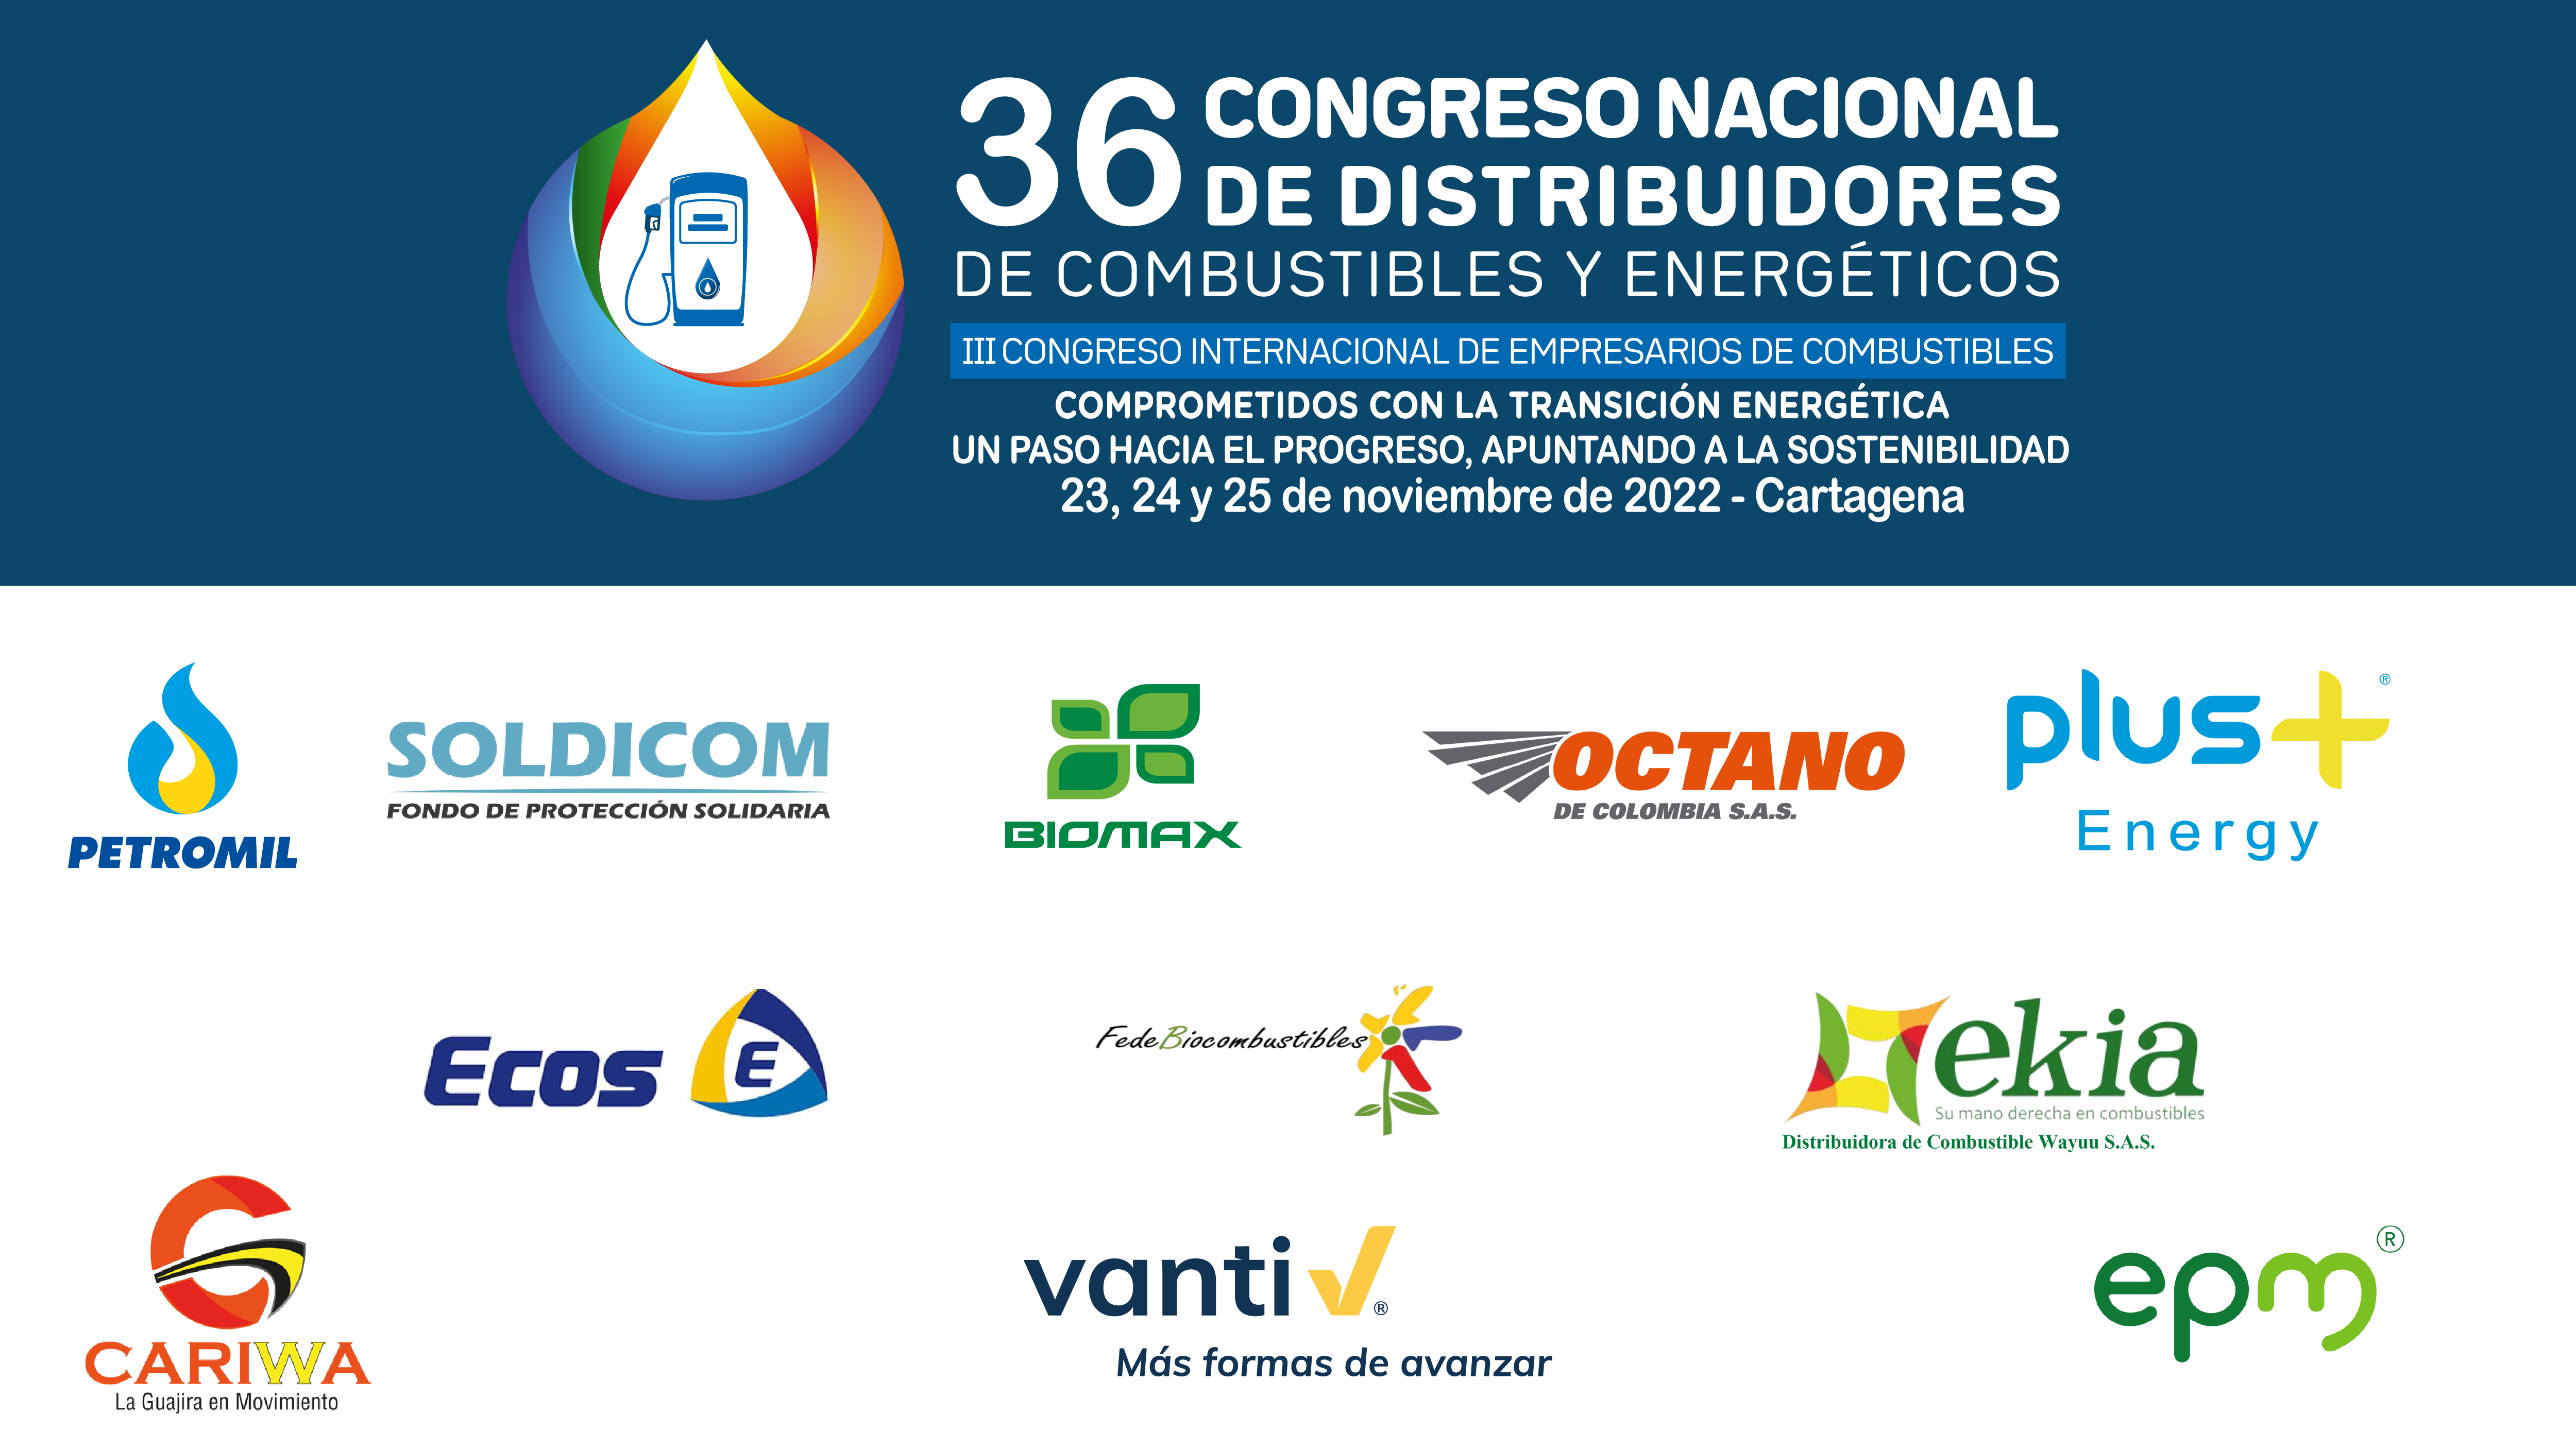 36 CONGRESO NACIONAL
DE DISTRIBUIDORES
DE COMBUSTIBLES Y ENERGÉTICOS
III CONGRESO INTERNACIONAL DE EMPRESARIOS DE COMBUSTIBLES
COMPROMETIDOS CON LA TRANSICIÓN ENERGÉTICA
UN PASO HACIA EL PROGRESO, APUNTANDO A LA SOSTENIBILIDAD
23, 24 y 25 de noviembre de 2022 - Cartagena
PETROMIL
SOLDICOM
FONDO DE PROTECCIÓN SOLIDARIA
BIOMAX
OCTANO
DE COLOMBIA S.A.S.
plus+ ®
Energy
Ecos E
FedeBiocombustibles
ekia
Su mano derecha en combustibles
Distribuidora de Combustible Wayuu S.A.S.
CARIWA
La Guajira en Movimiento
vanti ®
Más formas de avanzar
epm ®